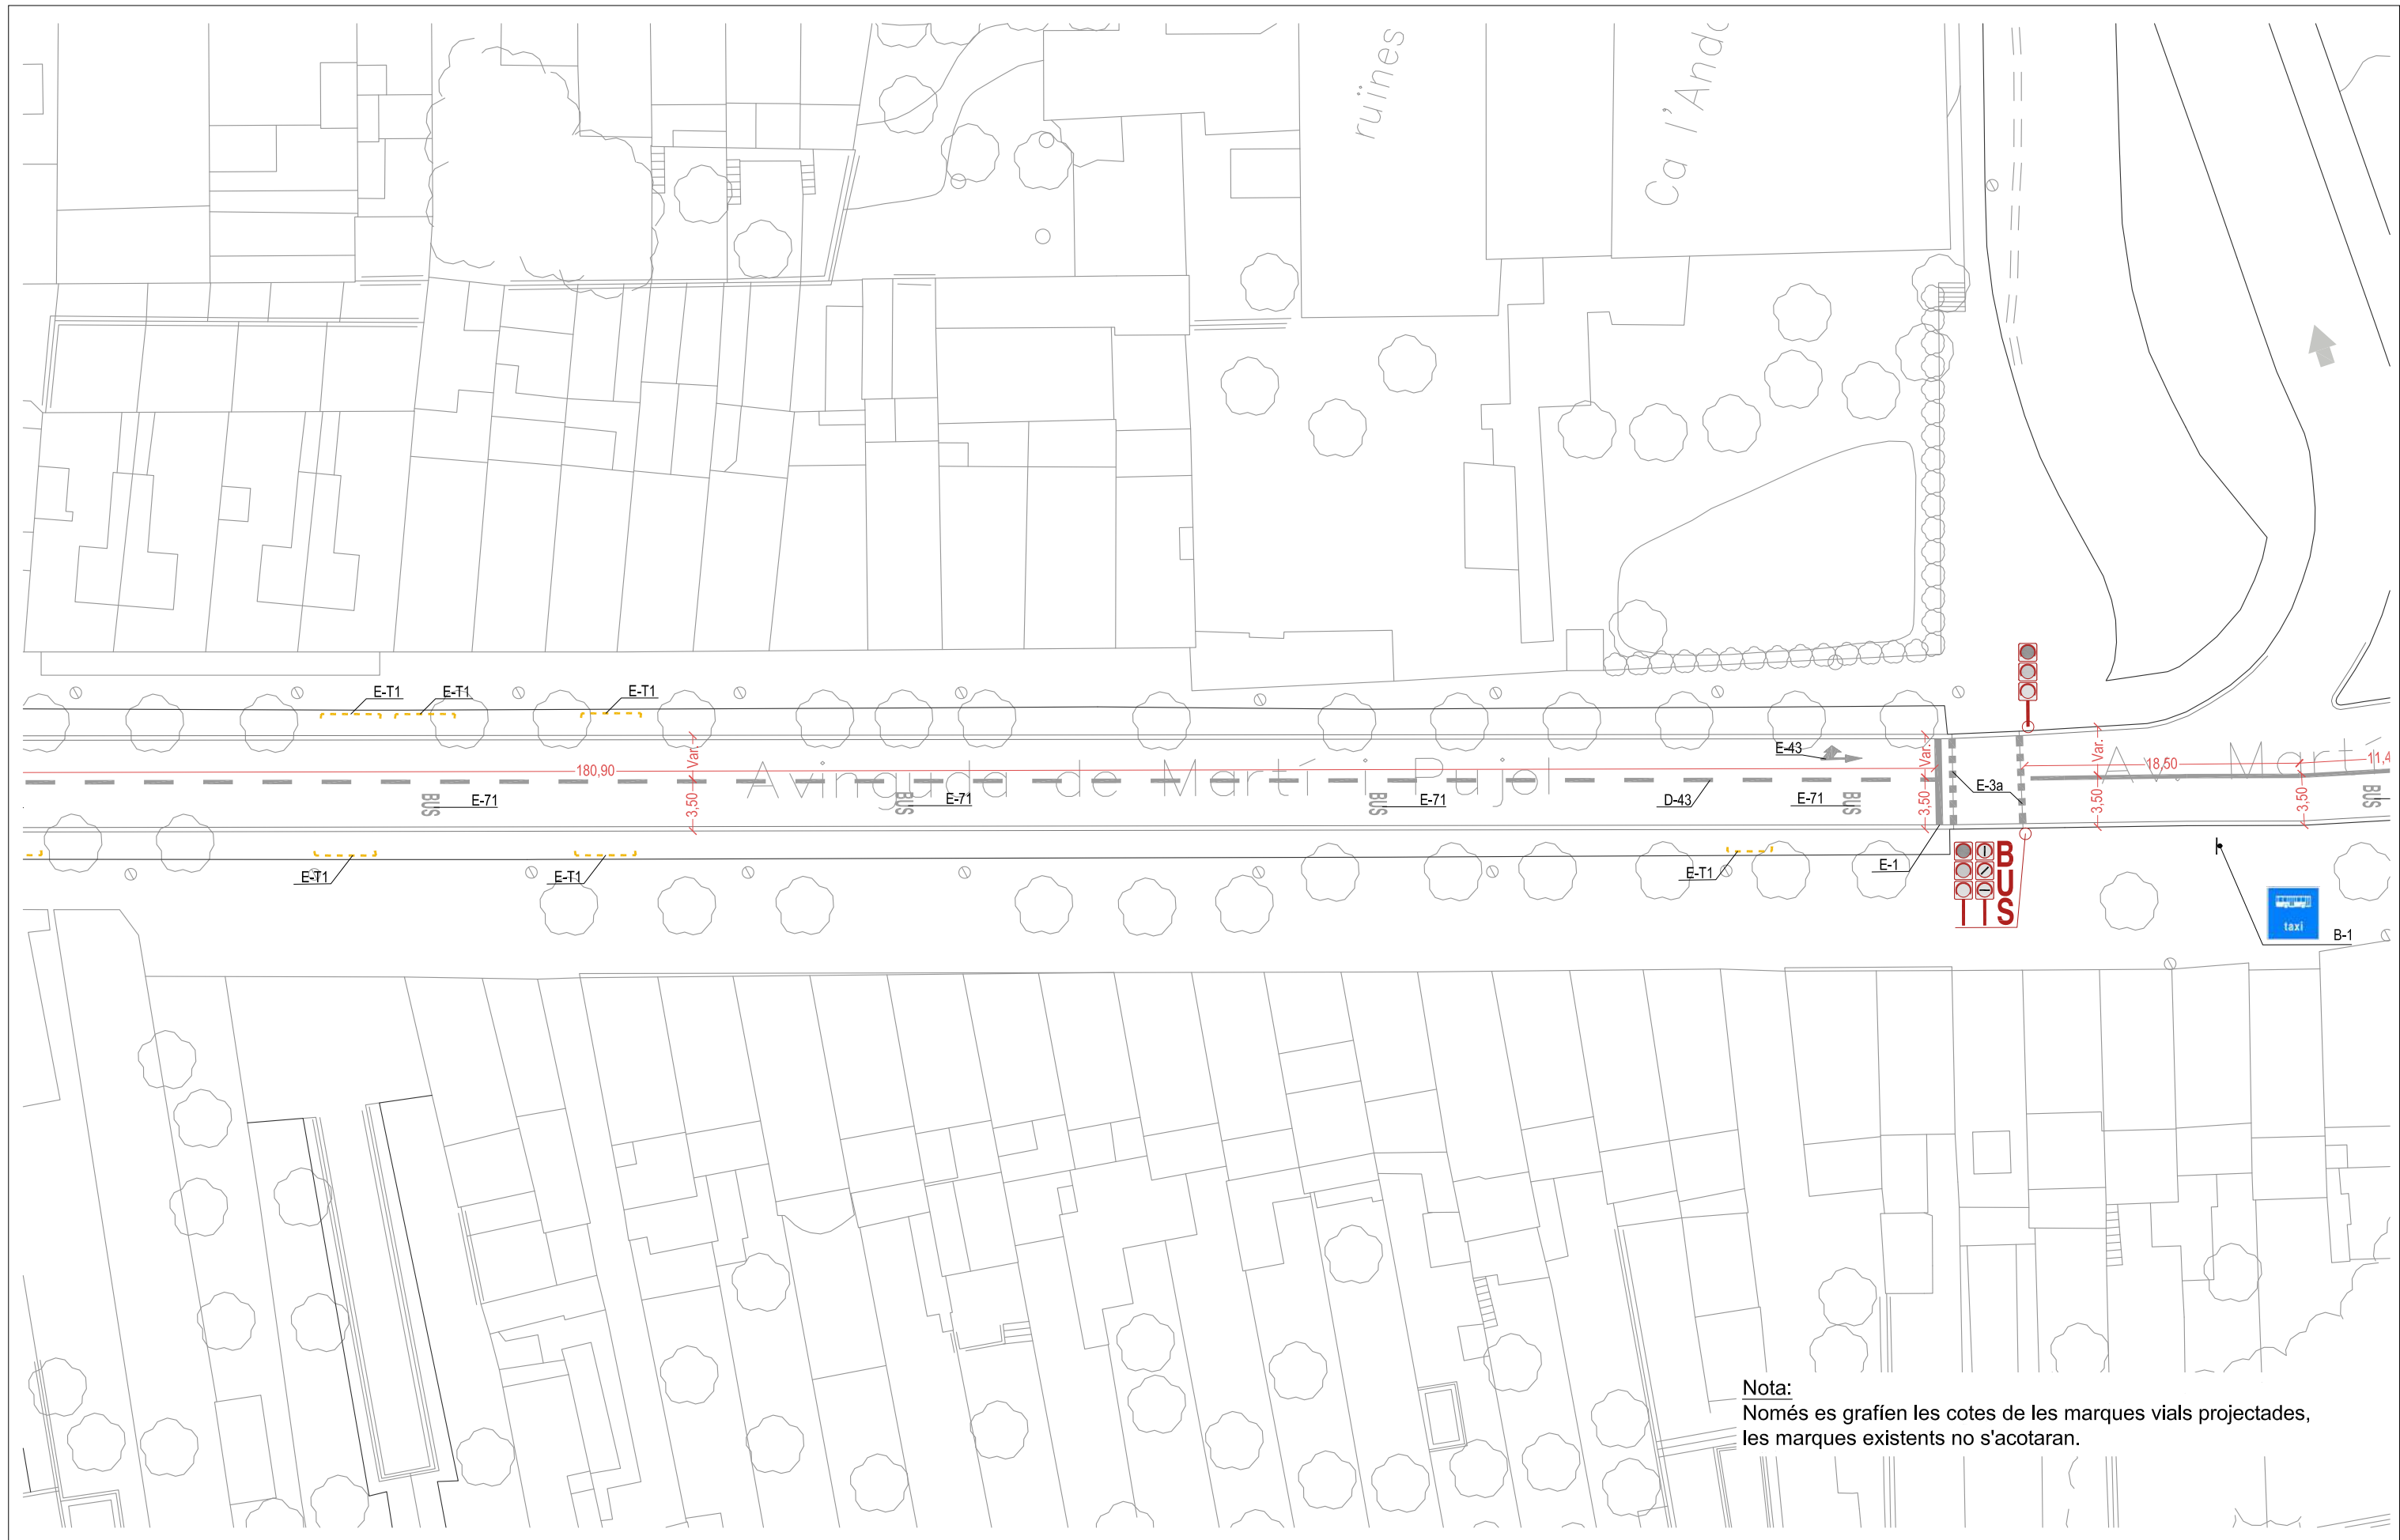 ruïnes
Ca l'And
E-T1
E-T1
E-T1
Var.
180,90
Avinguda de Martí i Pujol
E-43
Var.
Var.
Av. Martí
18,50
11,4
BUS
E-71
3,50
BUS
E-71
BUS
E-71
D-43
E-71
BUS
3,50
E-3a
3,50
3,50
BUS
E-T1
E-T1
E-T1
E-1
BUS
taxi
B-1
Nota:
Només es grafíen les cotes de les marques vials projectades,
les marques existents no s'acotaran.